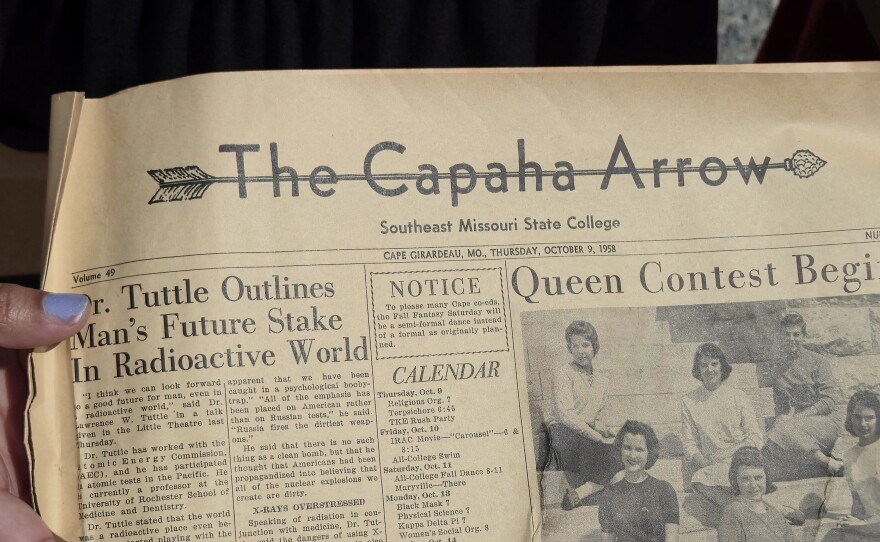 The Capaha Arrow
Southeast Missouri State College
Volume 49
CAPE GIRARDEAU, MO., THURSDAY, OCTOBER 9, 1958
NU
Dr. Tuttle Outlines
Man's Future Stake
In Radioactive World
"I think we can look forward
to a good future for man, even in
radioactive world," said Dr.
Lawrence W. Tuttle in a talk
given in the Little Theatre last
Thursday.
Dr. Tuttle has worked with the
Atomic Energy Commission,
(AEC), and he has participated
in atomic tests in the Pacific. He
is currently a professor at the
University of Rochester School of
Medicine and Dentistry.
Dr. Tuttle stated that the world
was a radioactive place even be-
playing with the
apparent that we have been
caught in a psychological booby-
trap." "All of the emphasis has
been placed on American rather
than on Russian tests," he said.
"Russia fires the dirtiest weap-
ons."
He said that there is no such
thing as a clean bomb, but that he
thought that Americans had been
propagandized into believing that
all of the nuclear explosions we
create are dirty.
X-RAYS OVERSTRESSED
Speaking of radiation in con-
junction with medicine, Dr. Tut-
said the dangers of using X-
NOTICE
To please many Cape co-eds,
the Fall Fantasy Saturday will
be a semi-formal dance instead
of a formal as originally plan-
ned.
CALENDAR
Thursday, Oct. 9
Religious Org. 7
Terpsichore 6:45
TKE Rush Party
Friday, Oct. 10
IRAC Movie—"Carousel"—6 &
8:15
All-College Swim
Saturday, Oct. 11
All-College Fall Dance 8-11
Maryville—There
Monday, Oct. 13
Black Mask 7
Physical Science 7
Kappa Delta Pi 7
Women's Social Org. 8
Oct. 14
Queen Contest Begi